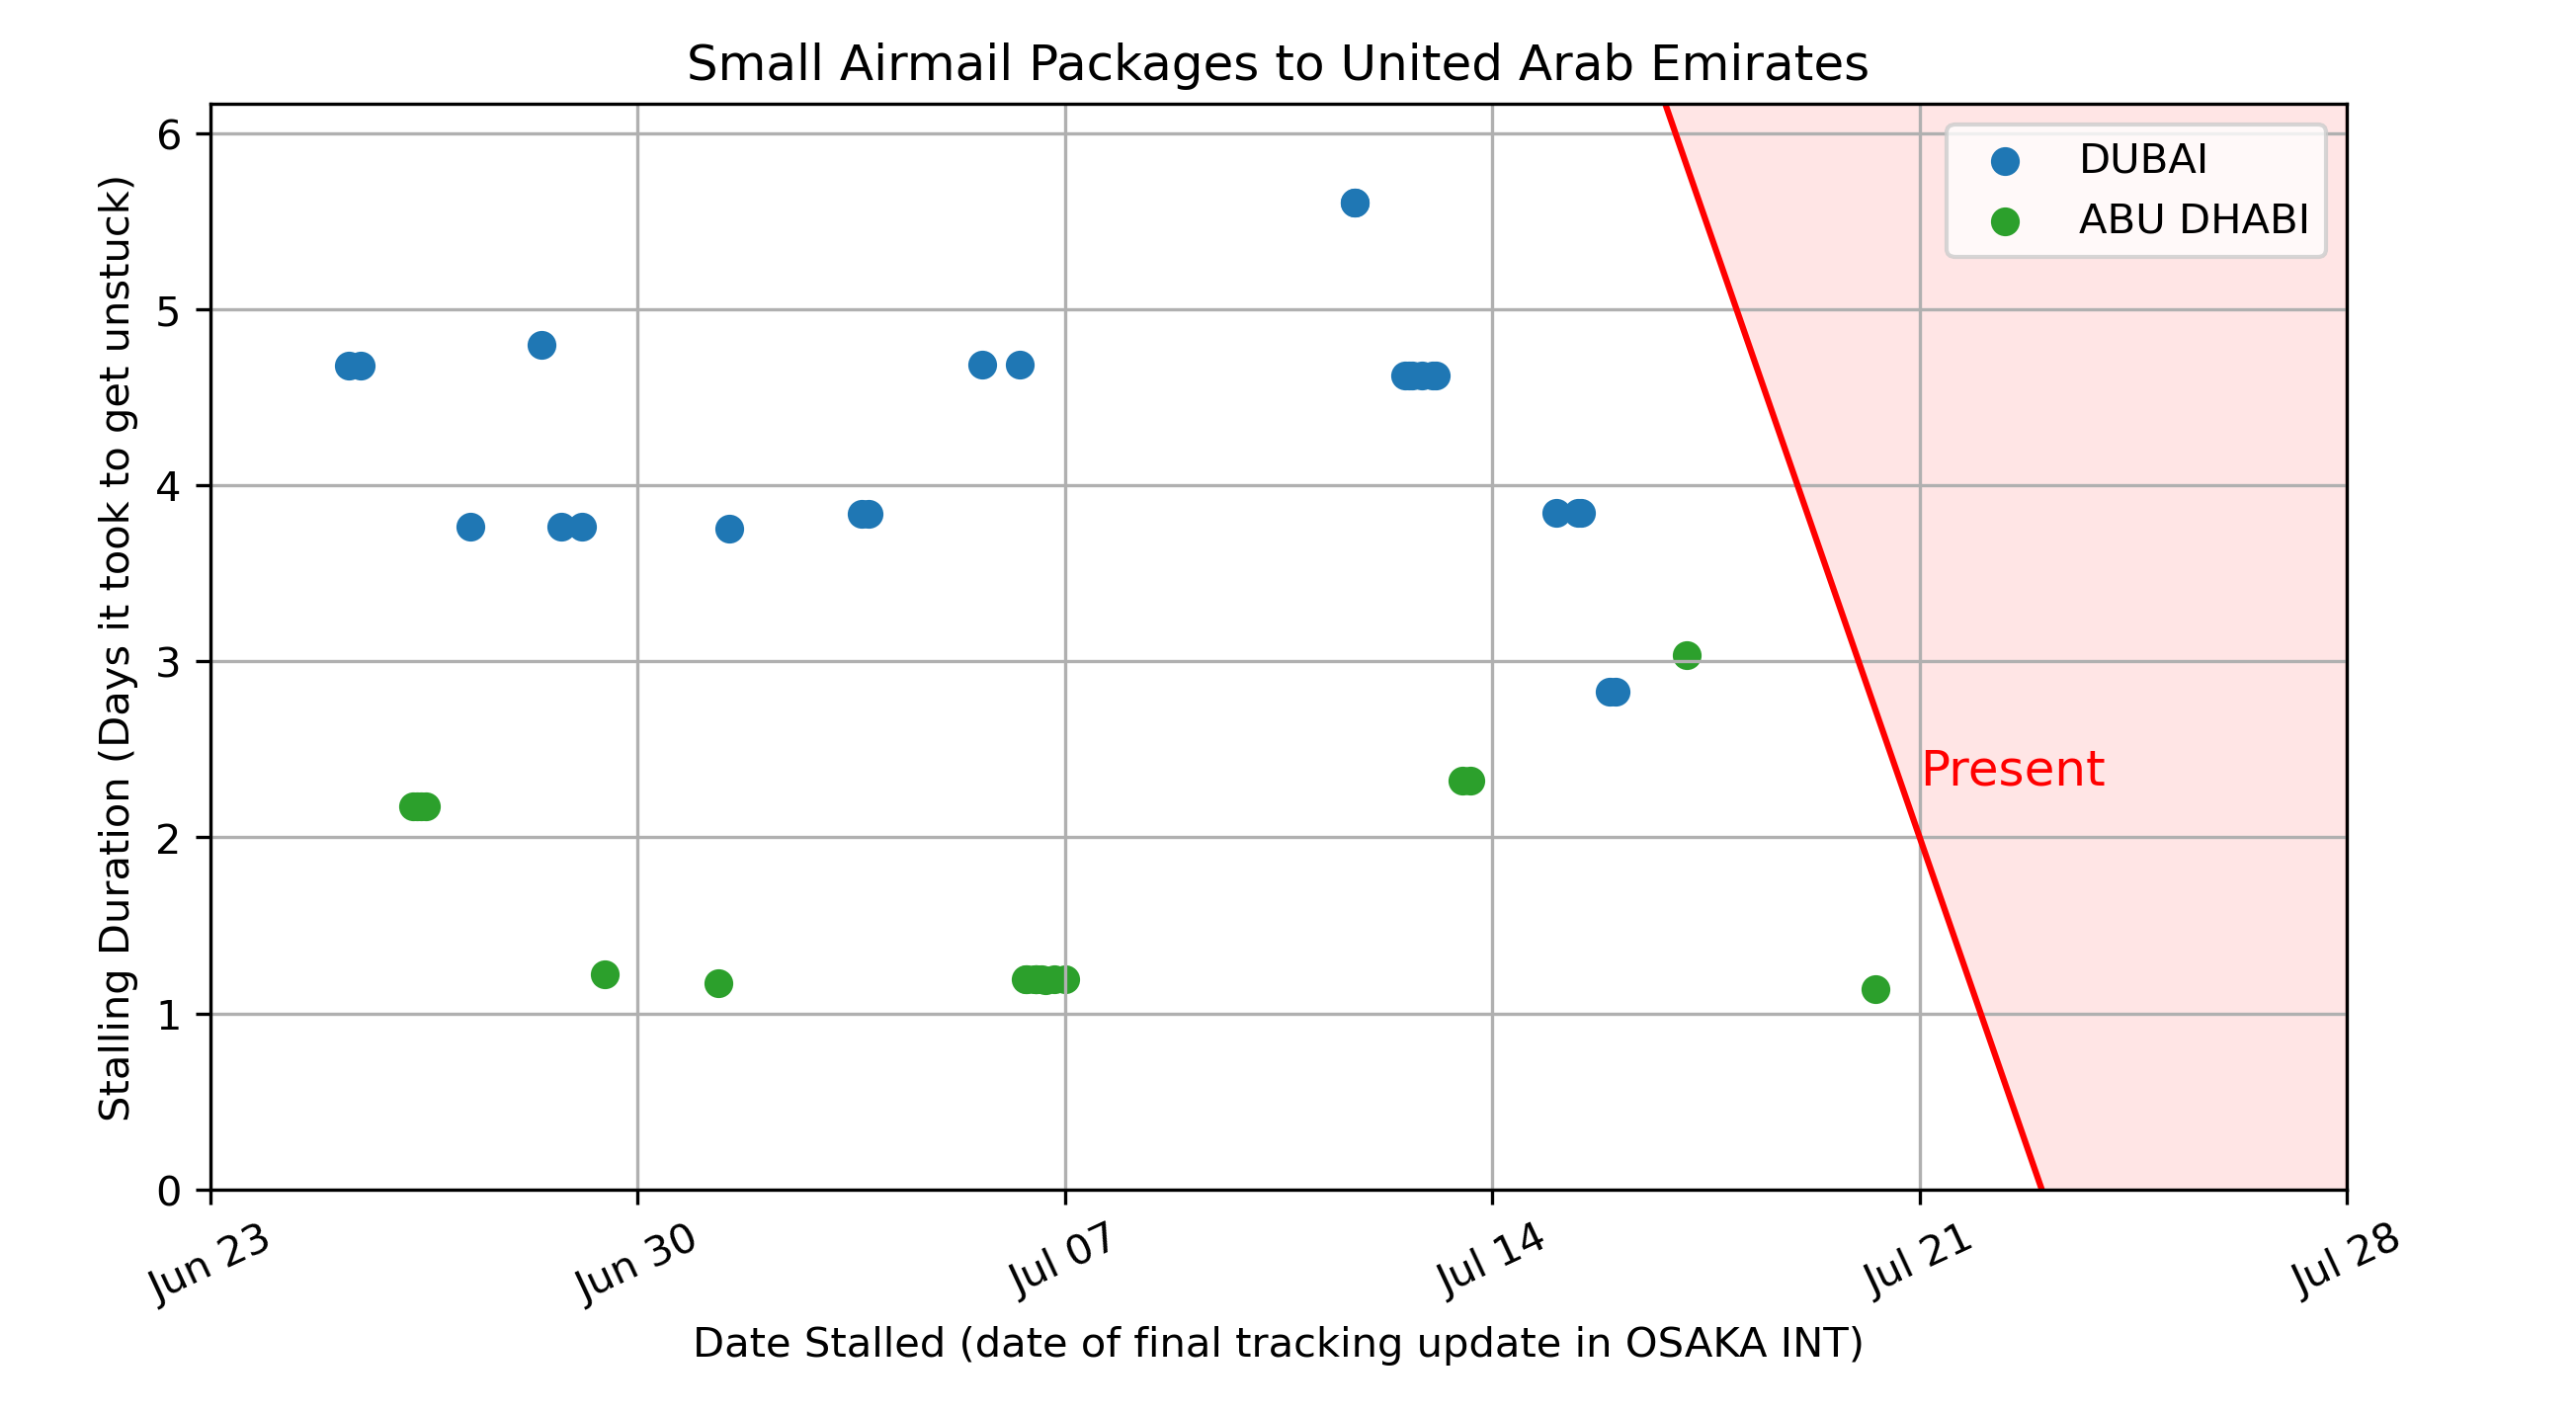 Small Airmail Packages to United Arab Emirates
DUBAI
ABU DHABI
Present
Stalling Duration (Days it took to get unstuck)
6
5
4
3
2
1
0
Jun 23
Jun 30
Jul 07
Jul 14
Jul 21
Jul 28
Date Stalled (date of final tracking update in OSAKA INT)